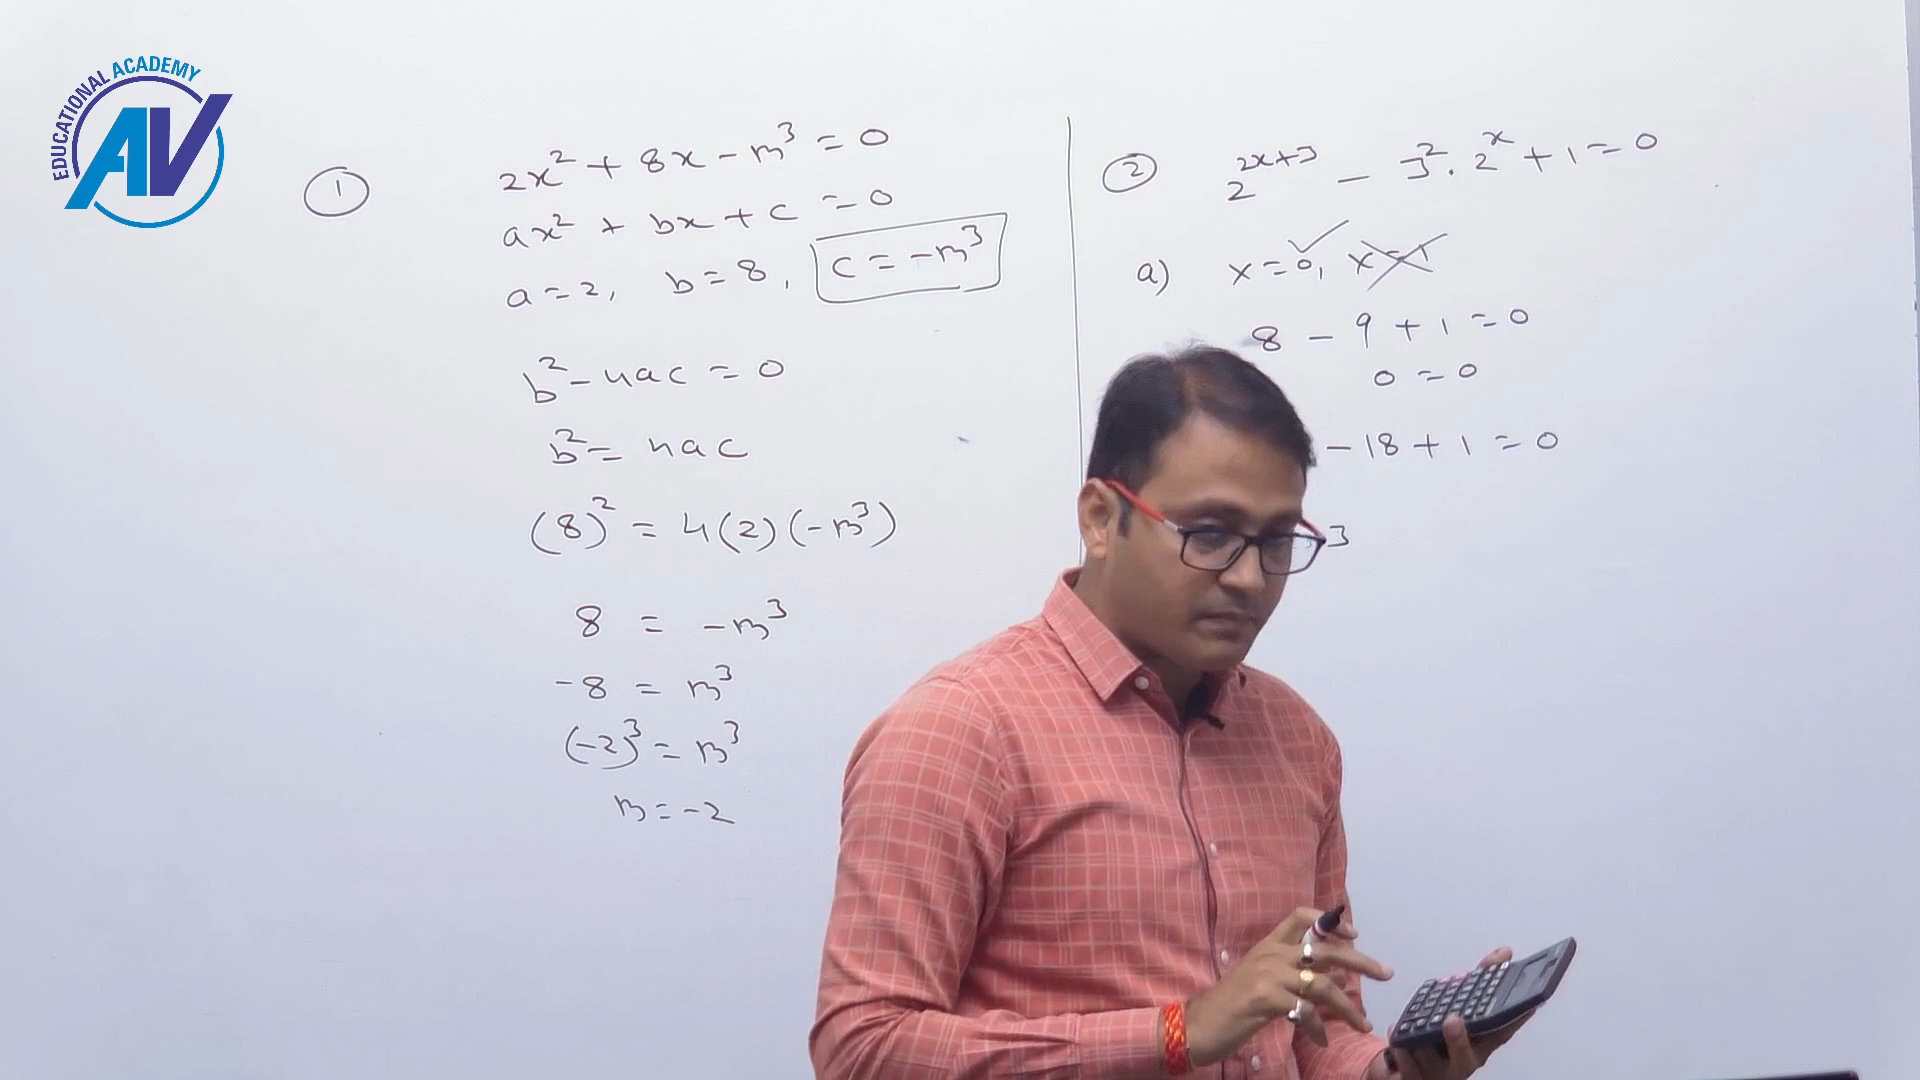 EDUCATIONAL ACADEMY
AV
① 2x² + 8x - m³ = 0
ax² + bx + c = 0
a = 2, b = 8, c = -m³
b² - 4ac = 0
b² = 4ac
(8)² = 4(2)(-m³)
8 = -m³
-8 = m³
(-2)³ = m³
m = -2
② 2^(2x+3) - 3² · 2^x + 1 = 0
a) x = 0, x = 1
8 - 9 + 1 = 0
0 = 0
- 18 + 1 = 0
3